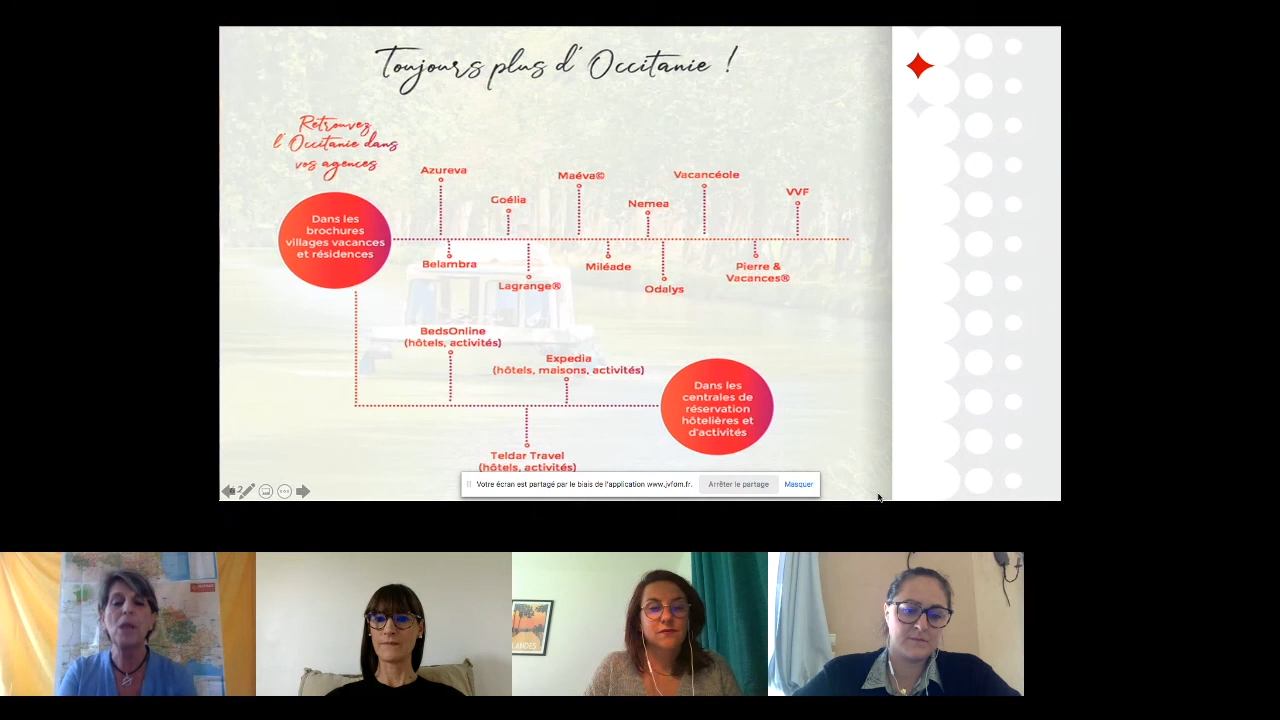 Toujours plus d'Occitanie !
Retrouvez
l'Occitanie dans
vos agences
Azureva
Goélia
Maéva©
Nemea
Vacancéole
VVF
Dans les
brochures
villages vacances
et résidences
Belambra
Lagrange®
Miléade
Odalys
Pierre &
Vacances®
BedsOnline
(hôtels, activités)
Expedia
(hôtels, maisons, activités)
Dans les
centrales de
réservation
hôtelières et
d'activités
Teldar Travel
(hôtels, activités)
Votre écran est partagé par le biais de l'application www.jvfom.fr.
Arrêter le partage
Masquer
LANDES